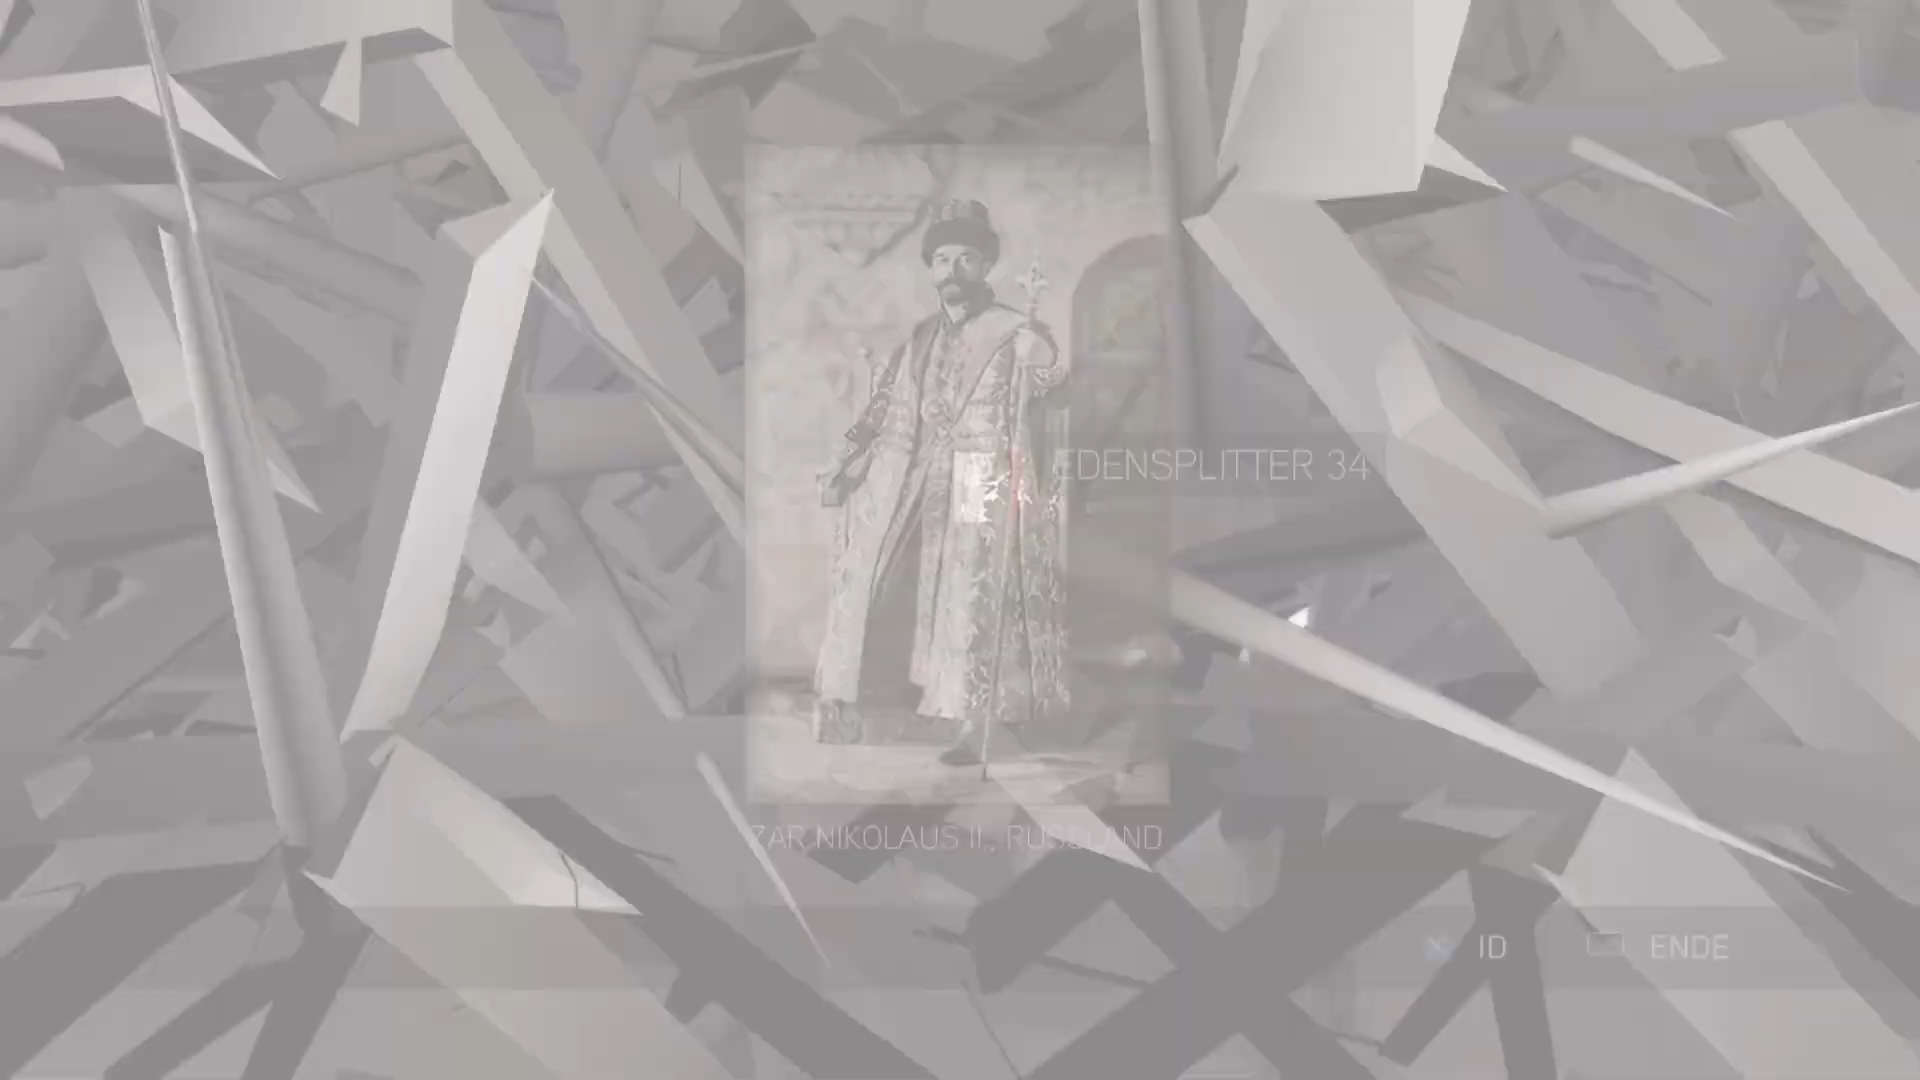 EDENSPLITTER 34
ZAR NIKOLAUS II., RUSSLAND
ID
ENDE